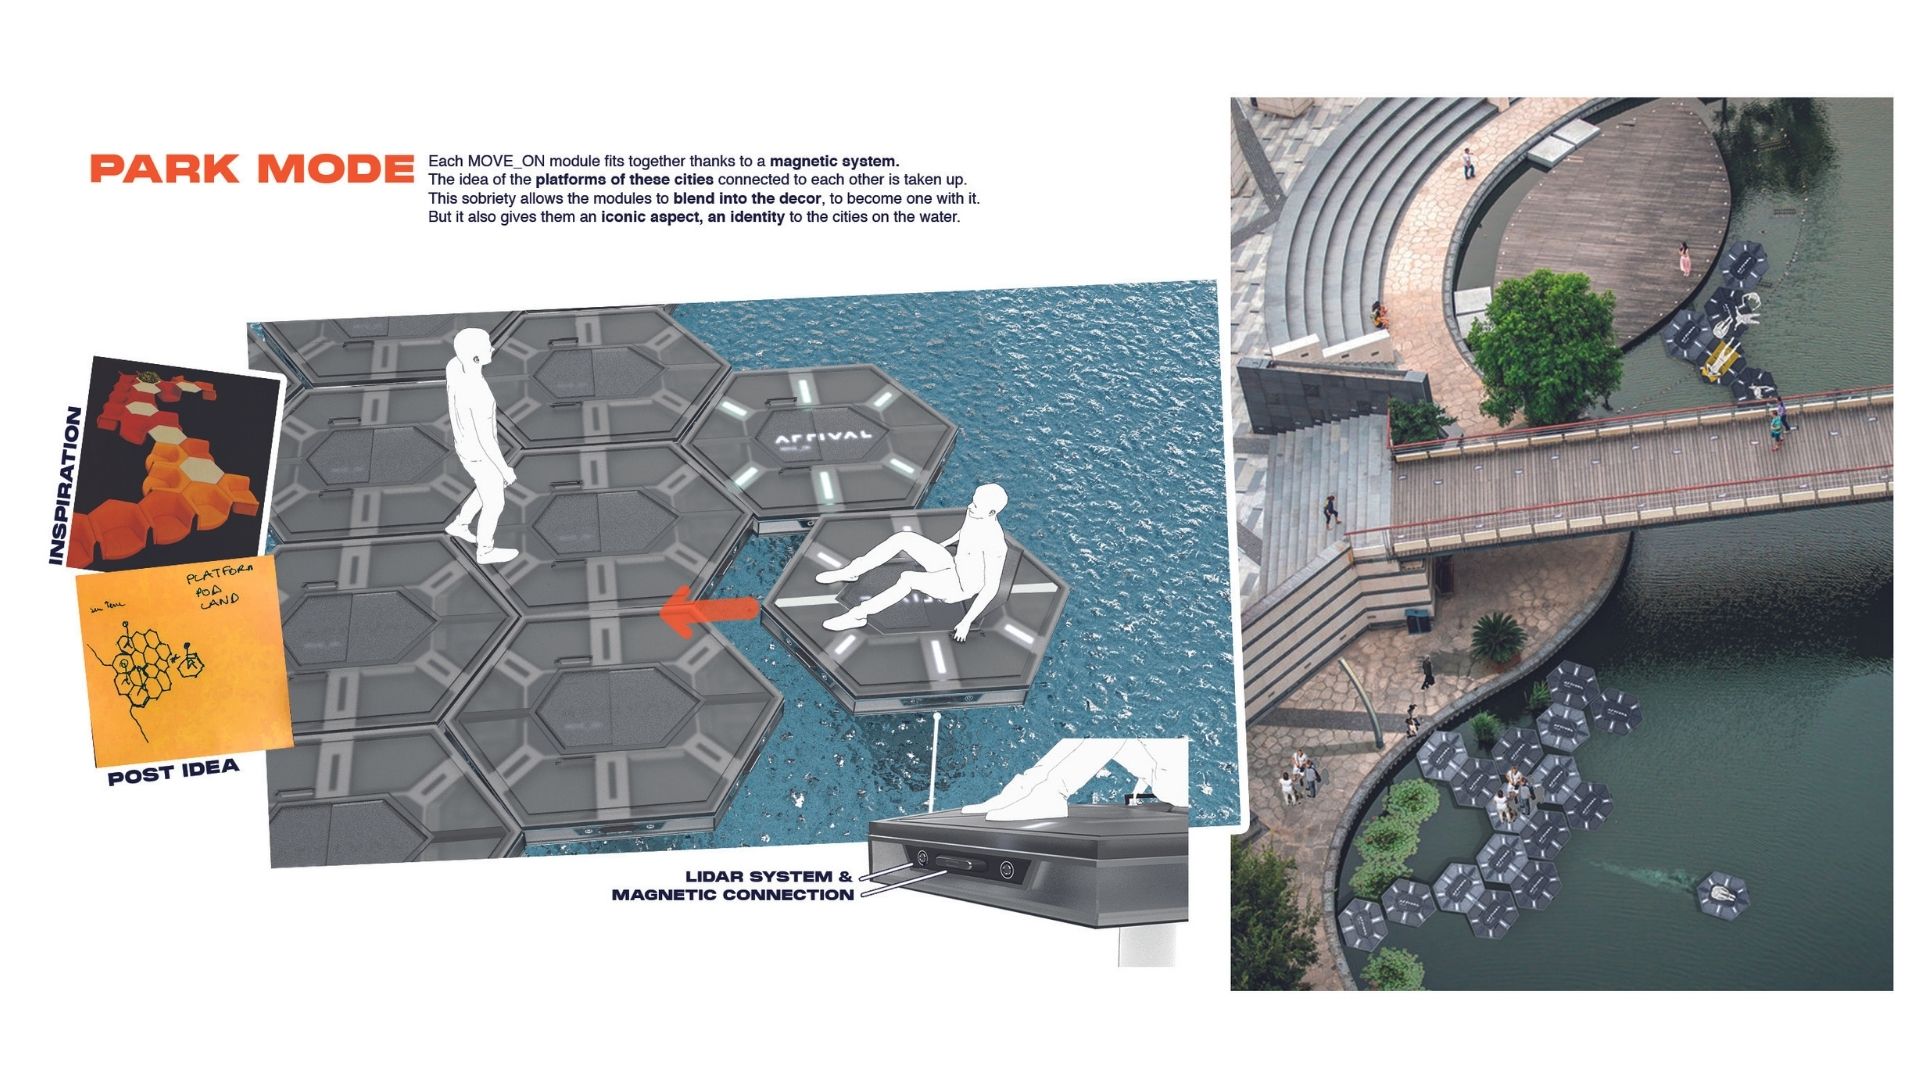 PARK MODE
Each MOVE_ON module fits together thanks to a magnetic system.
The idea of the platforms of these cities connected to each other is taken up.
This sobriety allows the modules to blend into the decor, to become one with it.
But it also gives them an iconic aspect, an identity to the cities on the water.
INSPIRATION
ARRIVAL
PLATFORM
POD
LAND
POST IDEA
LIDAR SYSTEM &
MAGNETIC CONNECTION